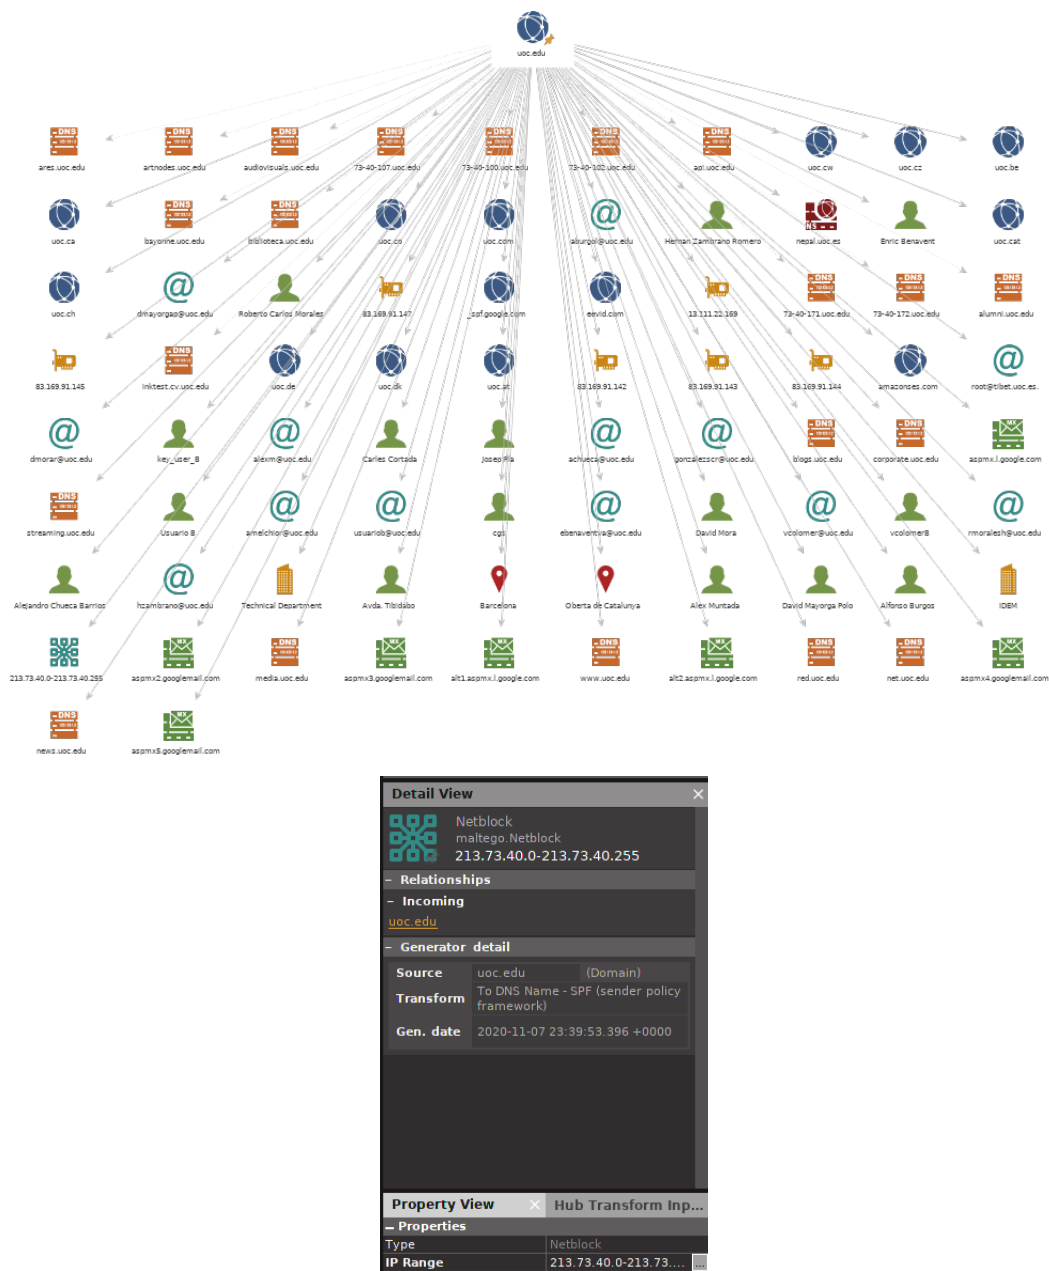 uoc.edu
ares.uoc.edu
artnodes.uoc.edu
audiovisuals.uoc.edu
73-40-107.uoc.edu
73-40-100.uoc.edu
73-40-102.uoc.edu
api.uoc.edu
uoc.cw
uoc.cz
uoc.be
uoc.ca
bayonne.uoc.edu
biblioteca.uoc.edu
uoc.co
uoc.com
aburgol@uoc.edu
Hernan Zambrano Romero
nepal.uoc.es
Enric Benavent
uoc.cat
uoc.ch
dmayorgap@uoc.edu
Roberto Carlos Morales
83.169.91.147
_spf.google.com
eevid.com
13.111.22.169
73-40-171.uoc.edu
73-40-172.uoc.edu
alumni.uoc.edu
83.169.91.145
lnktest.cv.uoc.edu
uoc.de
uoc.dk
uoc.at
83.169.91.142
83.169.91.143
83.169.91.144
amazonses.com
root@tibet.uoc.es.
dmorar@uoc.edu
key_user_B
alexm@uoc.edu
Carles Cortada
Josep Pla
achueca@uoc.edu
gonzalezscr@uoc.edu
blogs.uoc.edu
corporate.uoc.edu
aspmx.l.google.com
streaming.uoc.edu
Usuario B
amelchior@uoc.edu
usuariob@uoc.edu
cgs
ebenaventva@uoc.edu
David Mora
vcolomer@uoc.edu
vcolomerB
rmoralesh@uoc.edu
Alejandro Chueca Barrios
hzambrano@uoc.edu
Technical Department
Avda. Tibidabo
Barcelona
Oberta de Catalunya
Alex Muntada
David Mayorga Polo
Alfonso Burgos
IDEM
213.73.40.0-213.73.40.255
aspmx2.googlemail.com
media.uoc.edu
aspmx3.googlemail.com
alt1.aspmx.l.google.com
www.uoc.edu
alt2.aspmx.l.google.com
red.uoc.edu
net.uoc.edu
aspmx4.googlemail.com
news.uoc.edu
aspmx5.googlemail.com
Detail View
Netblock
maltego.Netblock
213.73.40.0-213.73.40.255
– Relationships
– Incoming
uoc.edu
– Generator detail
Source uoc.edu (Domain)
Transform To DNS Name - SPF (sender policy
framework)
Gen. date 2020-11-07 23:39:53.396 +0000
Property View
Hub Transform Inp...
– Properties
Type Netblock
IP Range 213.73.40.0-213.73.... ...